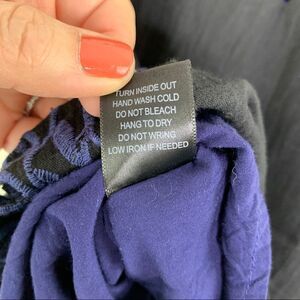 TURN INSIDE OUT
HAND WASH COLD
DO NOT BLEACH
HANG TO DRY
DO NOT WRING
LOW IRON IF NEEDED